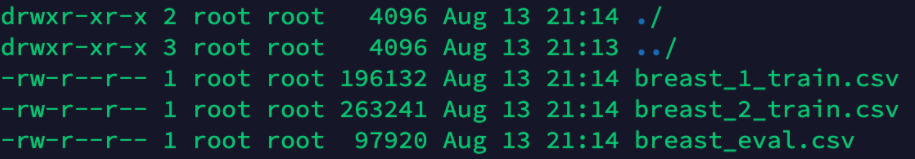 drwxr-xr-x 2 root root   4096 Aug 13 21:14 ./
drwxr-xr-x 3 root root   4096 Aug 13 21:13 ../
-rw-r--r-- 1 root root 196132 Aug 13 21:14 breast_1_train.csv
-rw-r--r-- 1 root root 263241 Aug 13 21:14 breast_2_train.csv
-rw-r--r-- 1 root root  97920 Aug 13 21:14 breast_eval.csv